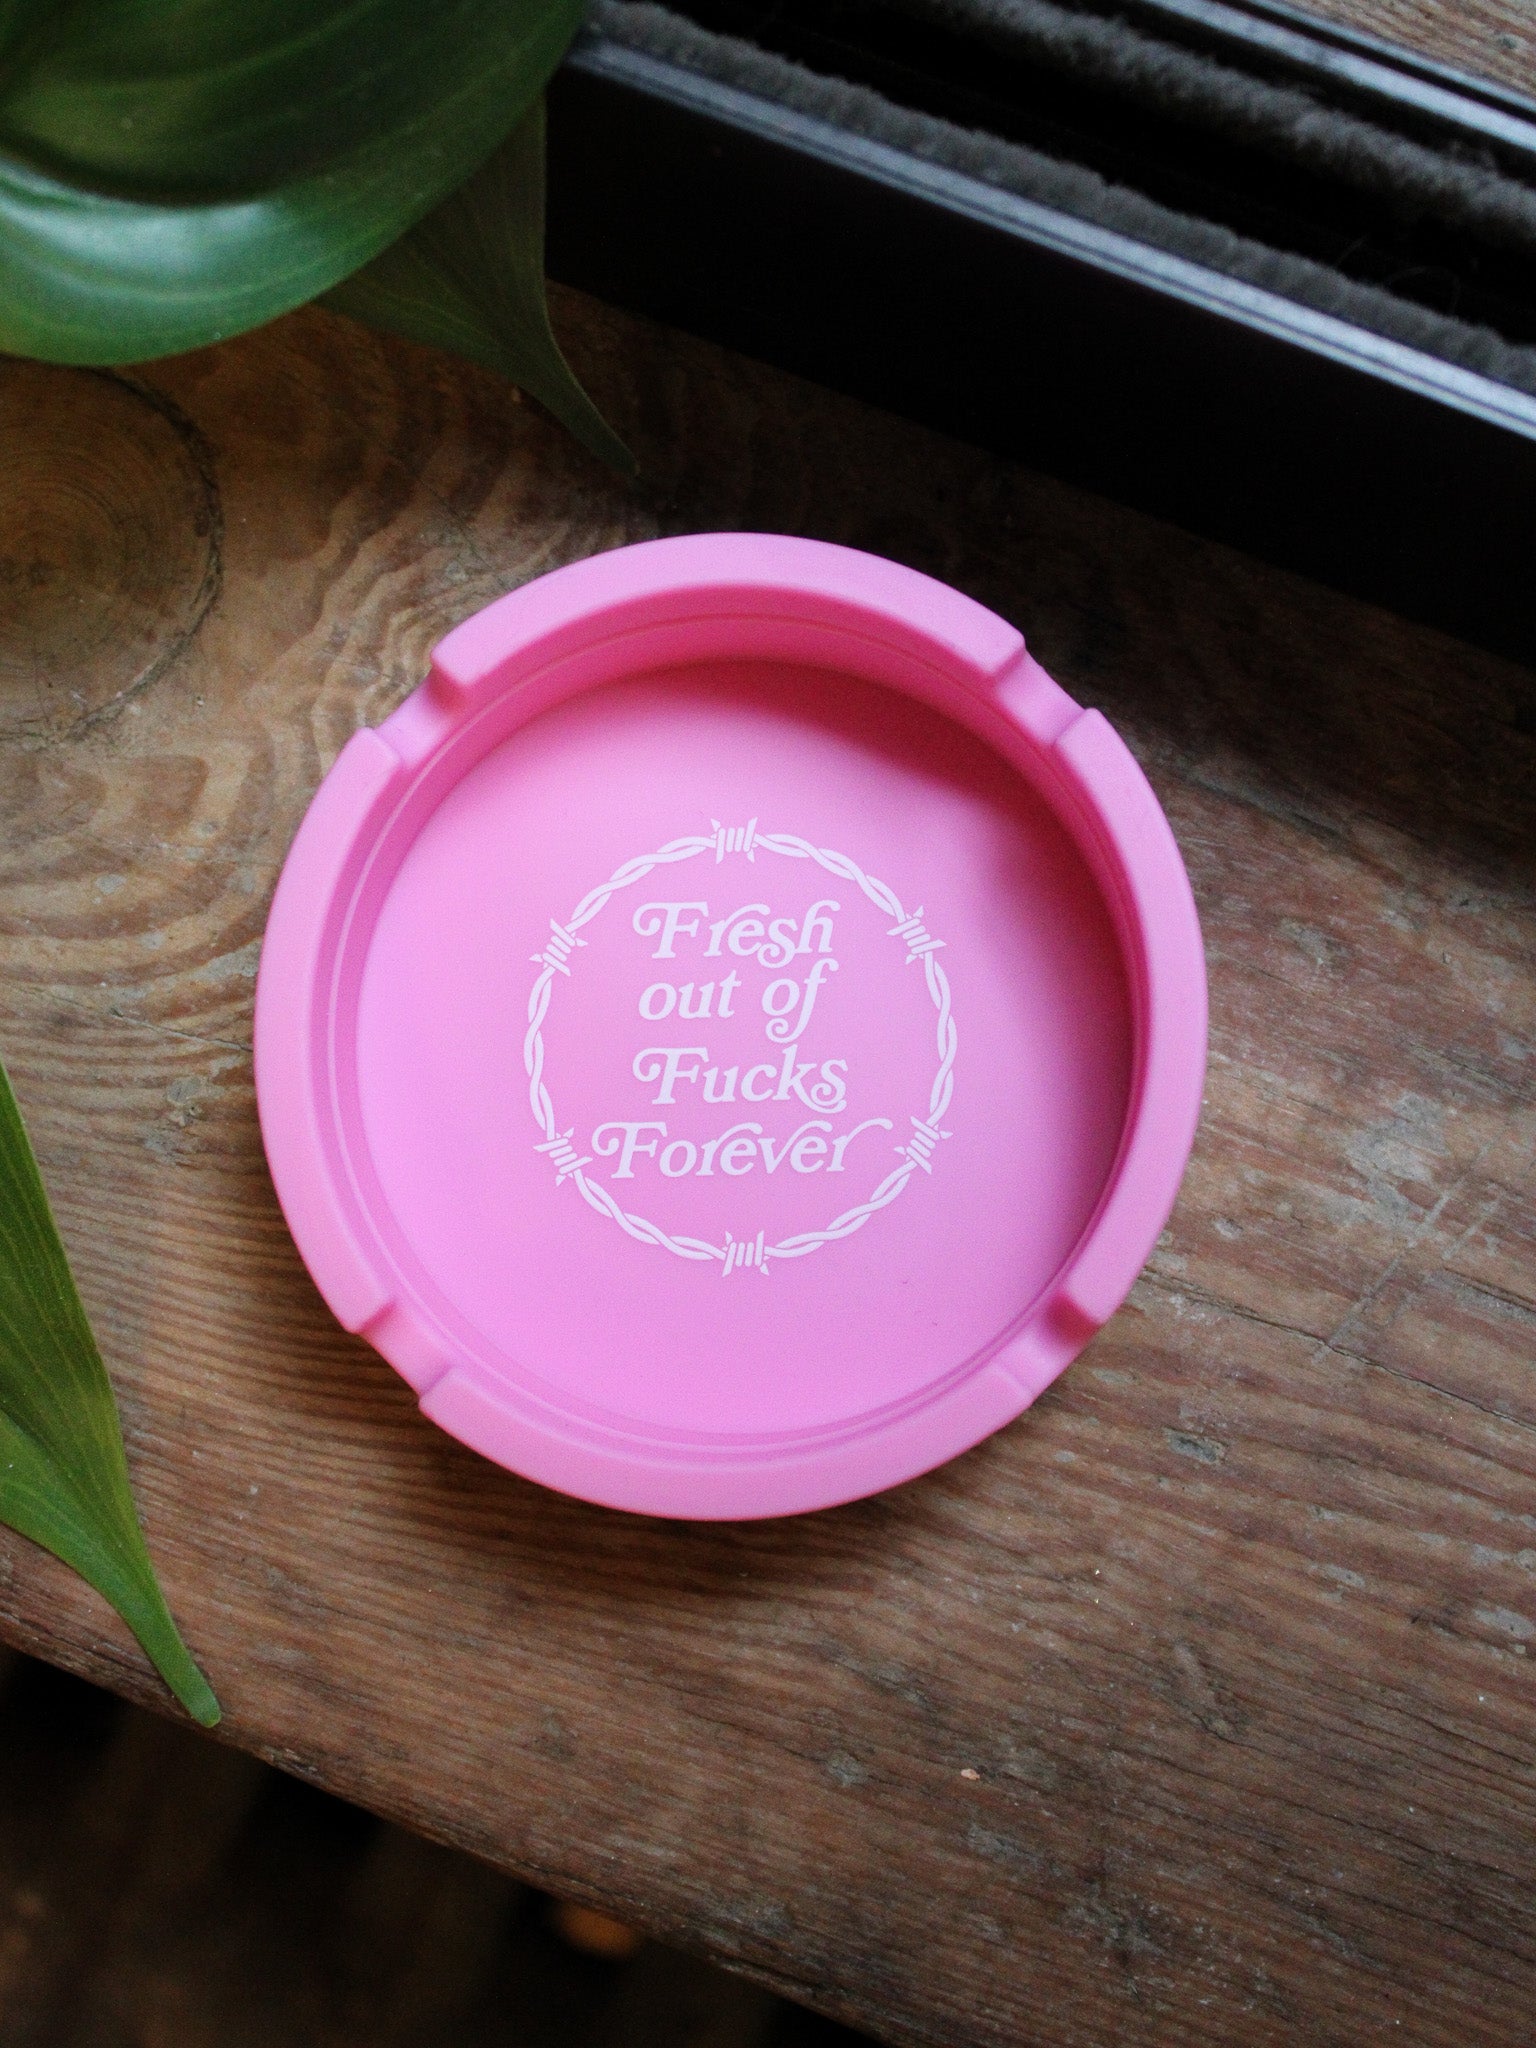 Fresh
out of
Fucks
Forever